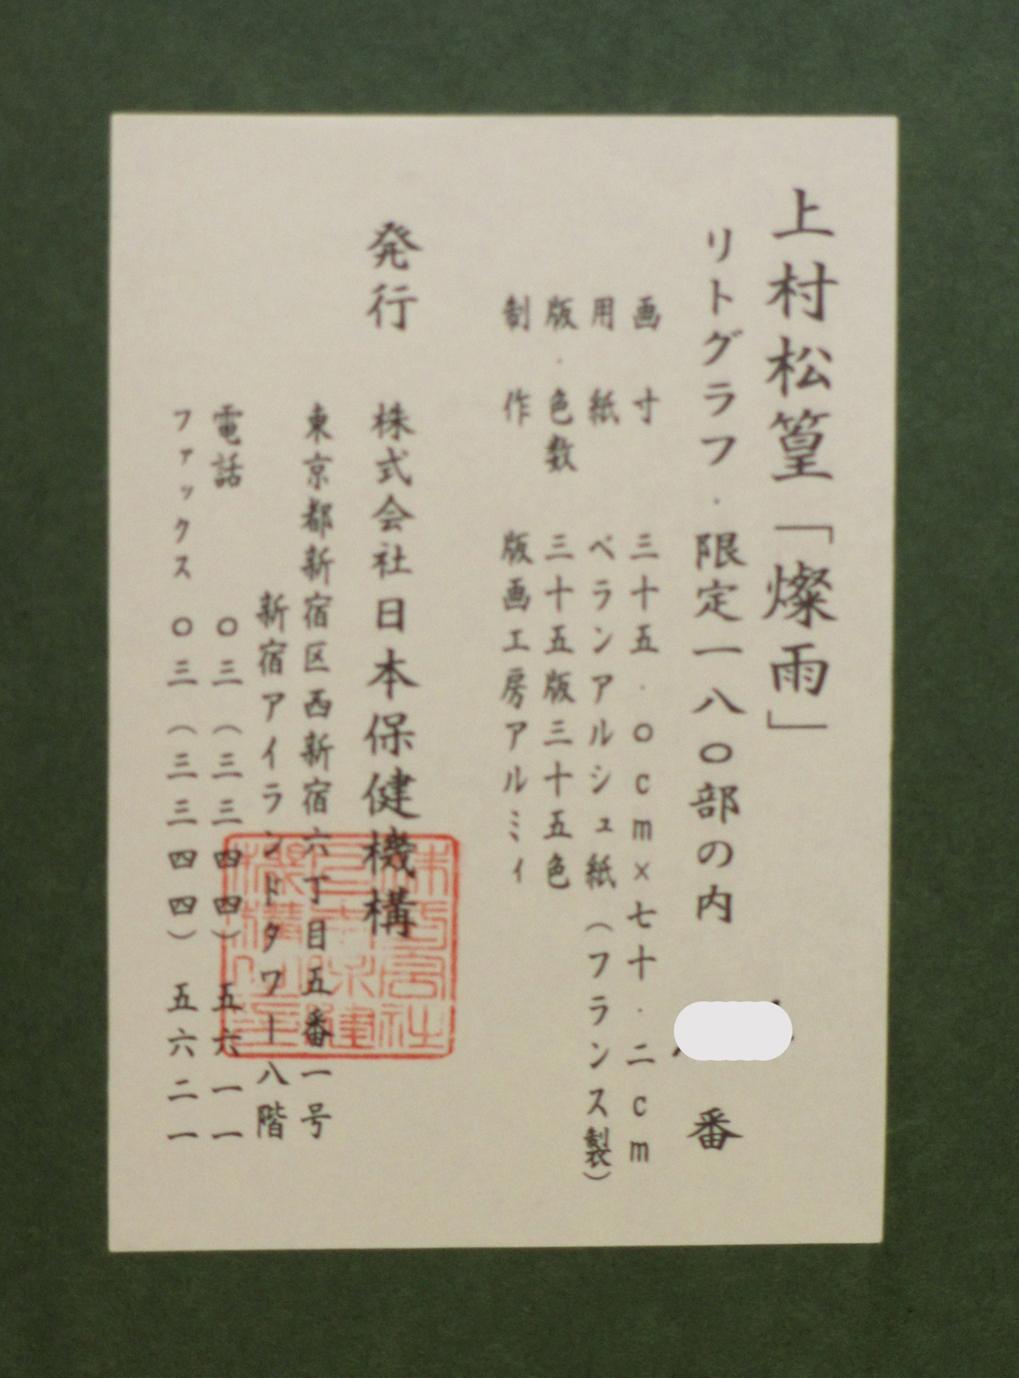 上村松篁「燦雨」
リトグラフ・限定一八〇部の内
番
画寸 三十五・〇cm×七十・二cm
用紙 ベランアルシュ紙（フランス製）
版・色数 三十五版三十五色
制作 版画工房アルミィ
発行 株式会社日本保健機構
東京都新宿区西新宿六丁目五番一号
新宿アイランドタワー八階
電話 〇三（三三四四）五六一一
ファックス 〇三（三三四四）五六二一